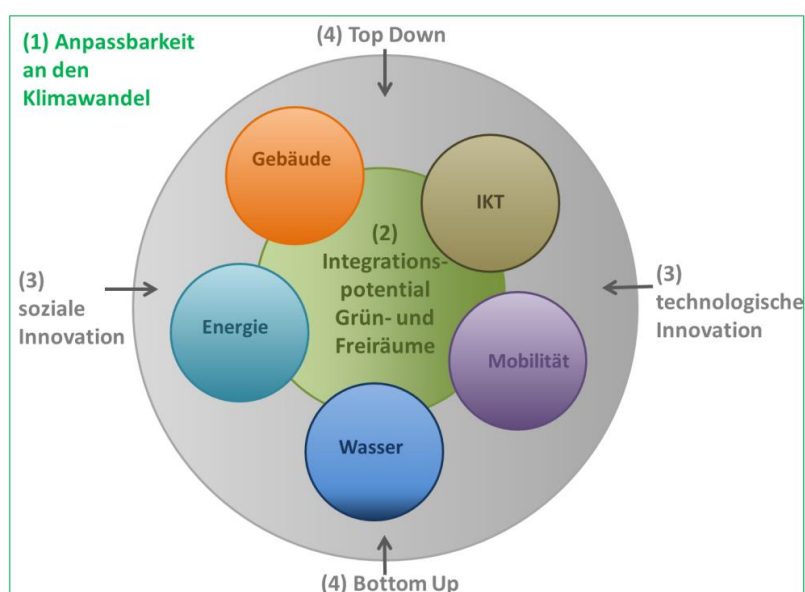 (1) Anpassbarkeit
an den
Klimawandel
(4) Top Down
Gebäude
IKT
(2)
Integrations-
potential
Grün- und
Freiräume
(3)
soziale
Innovation
(3)
technologische
Innovation
Energie
Mobilität
Wasser
(4) Bottom Up